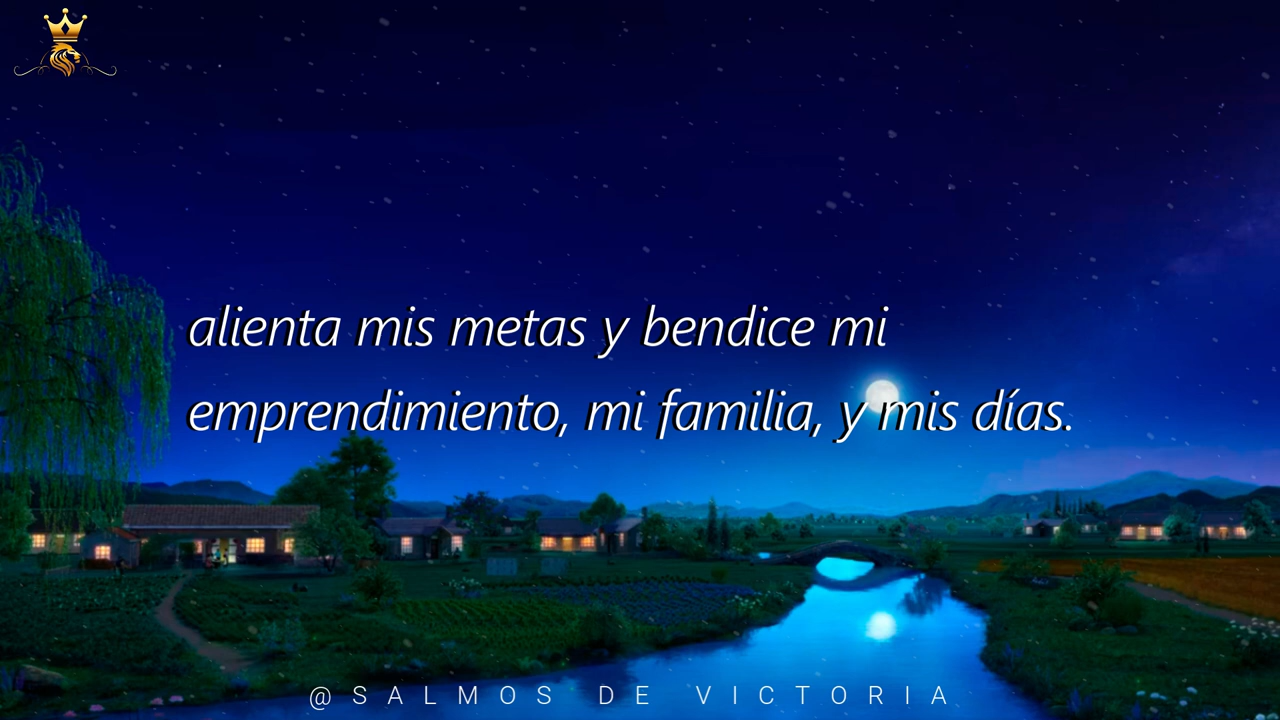 alienta mis metas y bendice mi
emprendimiento, mi familia, y mis días.
@SALMOS DE VICTORIA